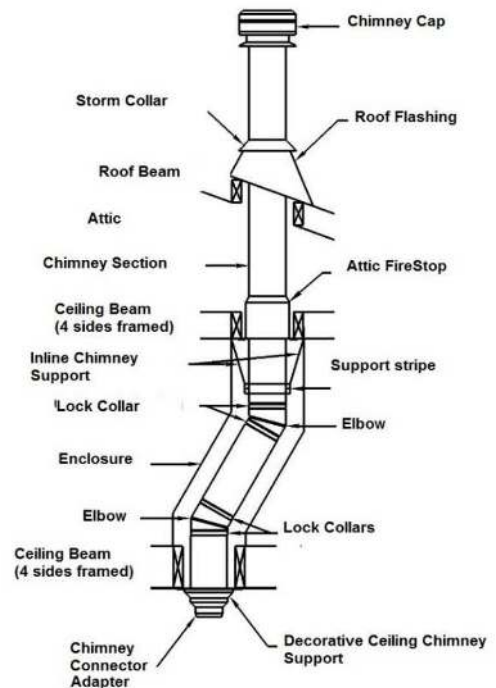 Chimney Cap
Storm Collar
Roof Flashing
Roof Beam
Attic
Chimney Section
Attic FireStop
Ceiling Beam
(4 sides framed)
Inline Chimney
Support
Support stripe
Lock Collar
Elbow
Enclosure
Elbow
Lock Collars
Ceiling Beam
(4 sides framed)
Chimney
Connector
Adapter
Decorative Ceiling Chimney
Support